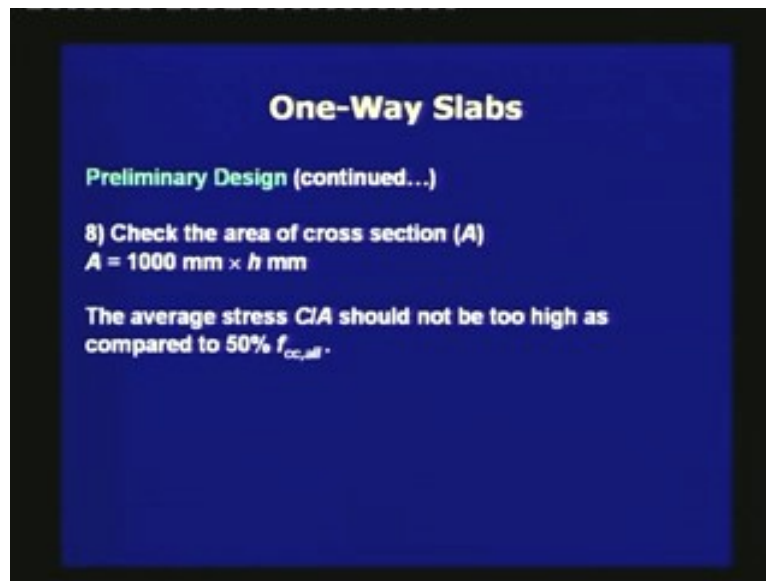 One-Way Slabs
Preliminary Design (continued...)
8) Check the area of cross section (A)
A = 1000 mm × h mm
The average stress C/A should not be too high as
compared to 50% fcc,all.